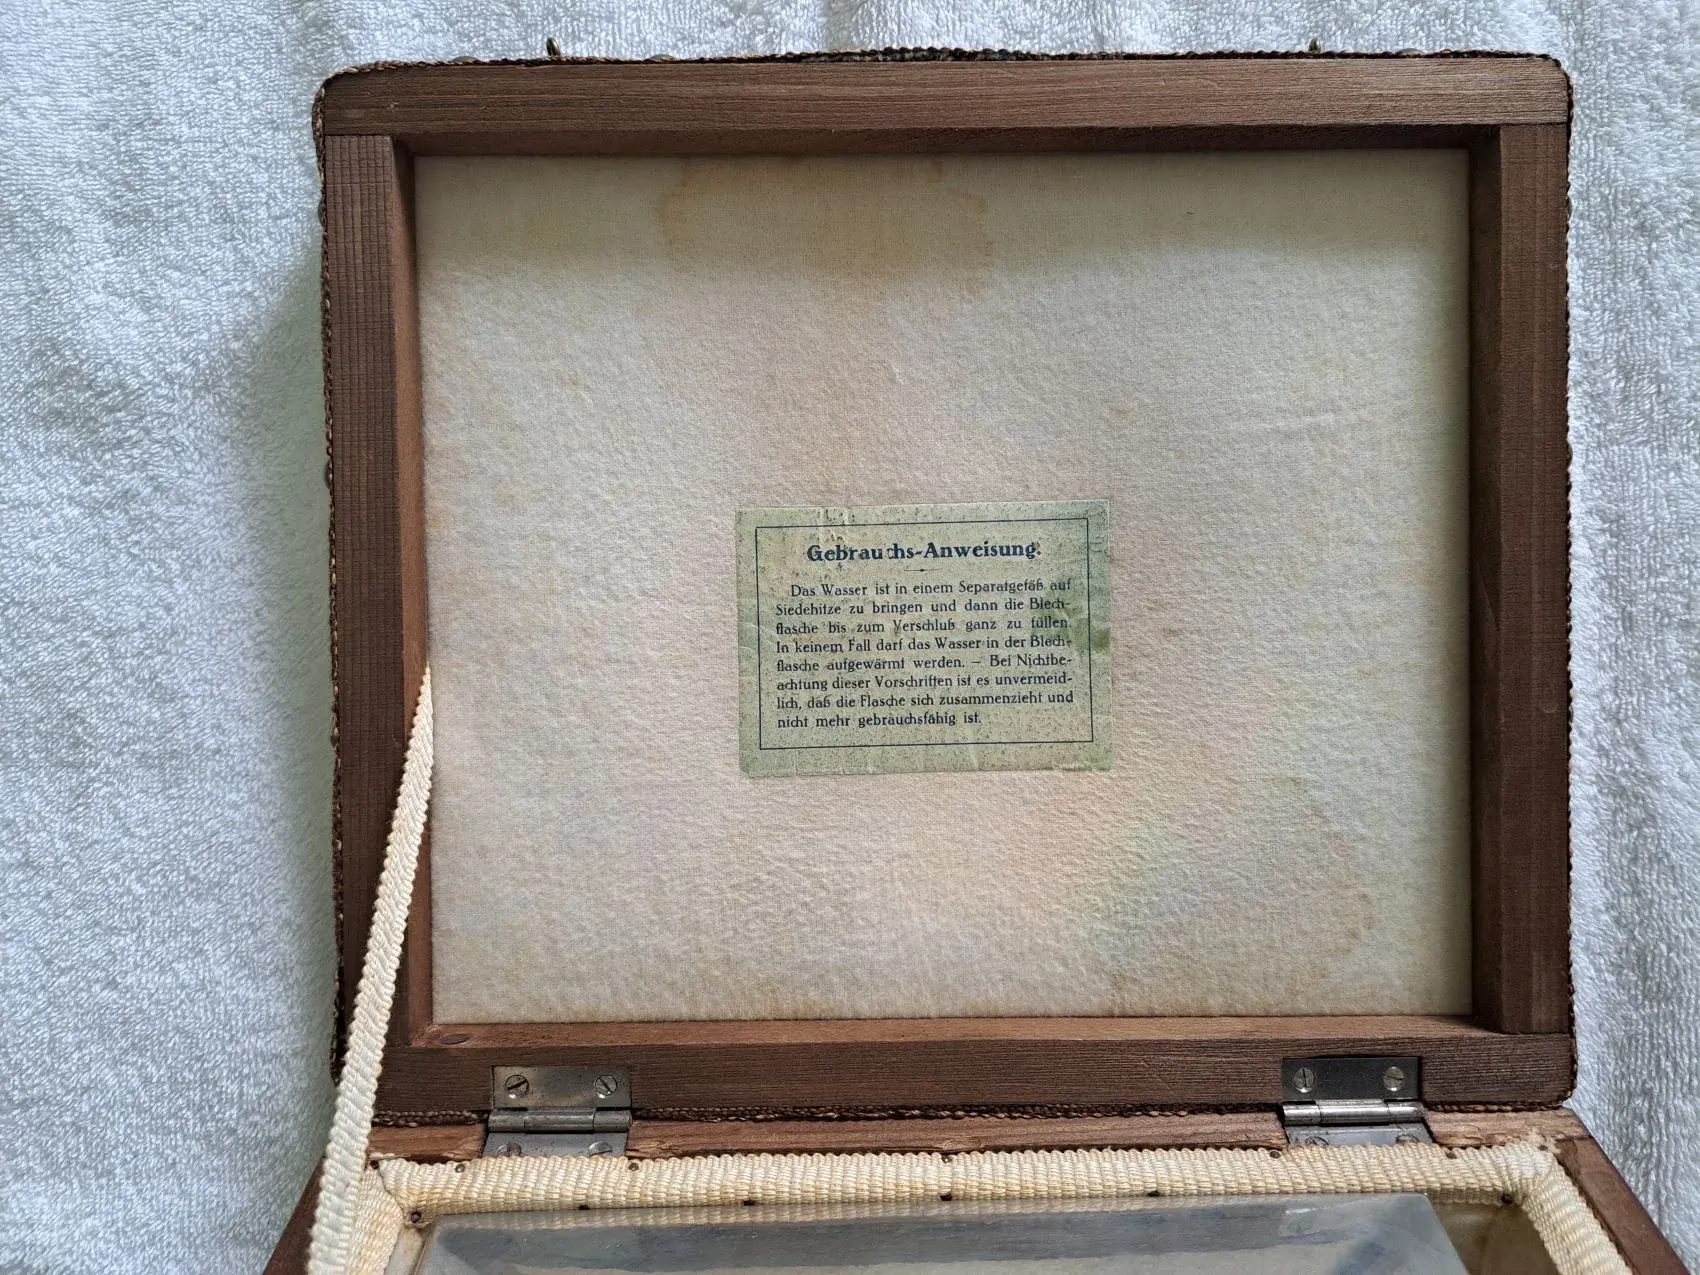 Gebrauchs-Anweisung.
Das Wasser ist in einem Separatgefäß auf
Siedehitze zu bringen und dann die Blech-
flasche bis zum Verschluß ganz zu füllen.
In keinem Fall darf das Wasser in der Blech-
flasche aufgewärmt werden. — Bei Nichtbe-
achtung dieser Vorschriften ist es unvermeid-
lich, daß die Flasche sich zusammenzieht und
nicht mehr gebrauchsfähig ist.